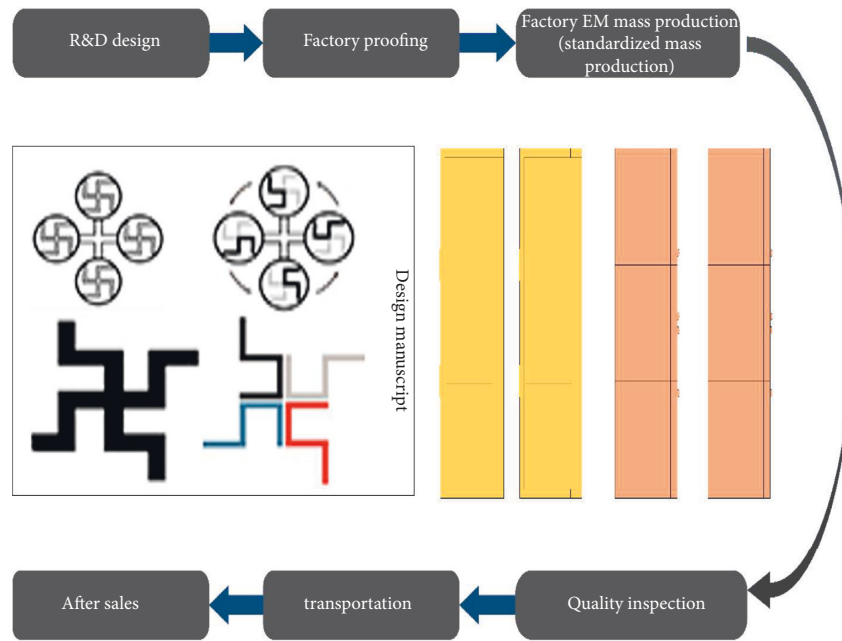 R&D design
Factory proofing
Factory EM mass production
(standardized mass
production)
Design manuscript
After sales
transportation
Quality inspection